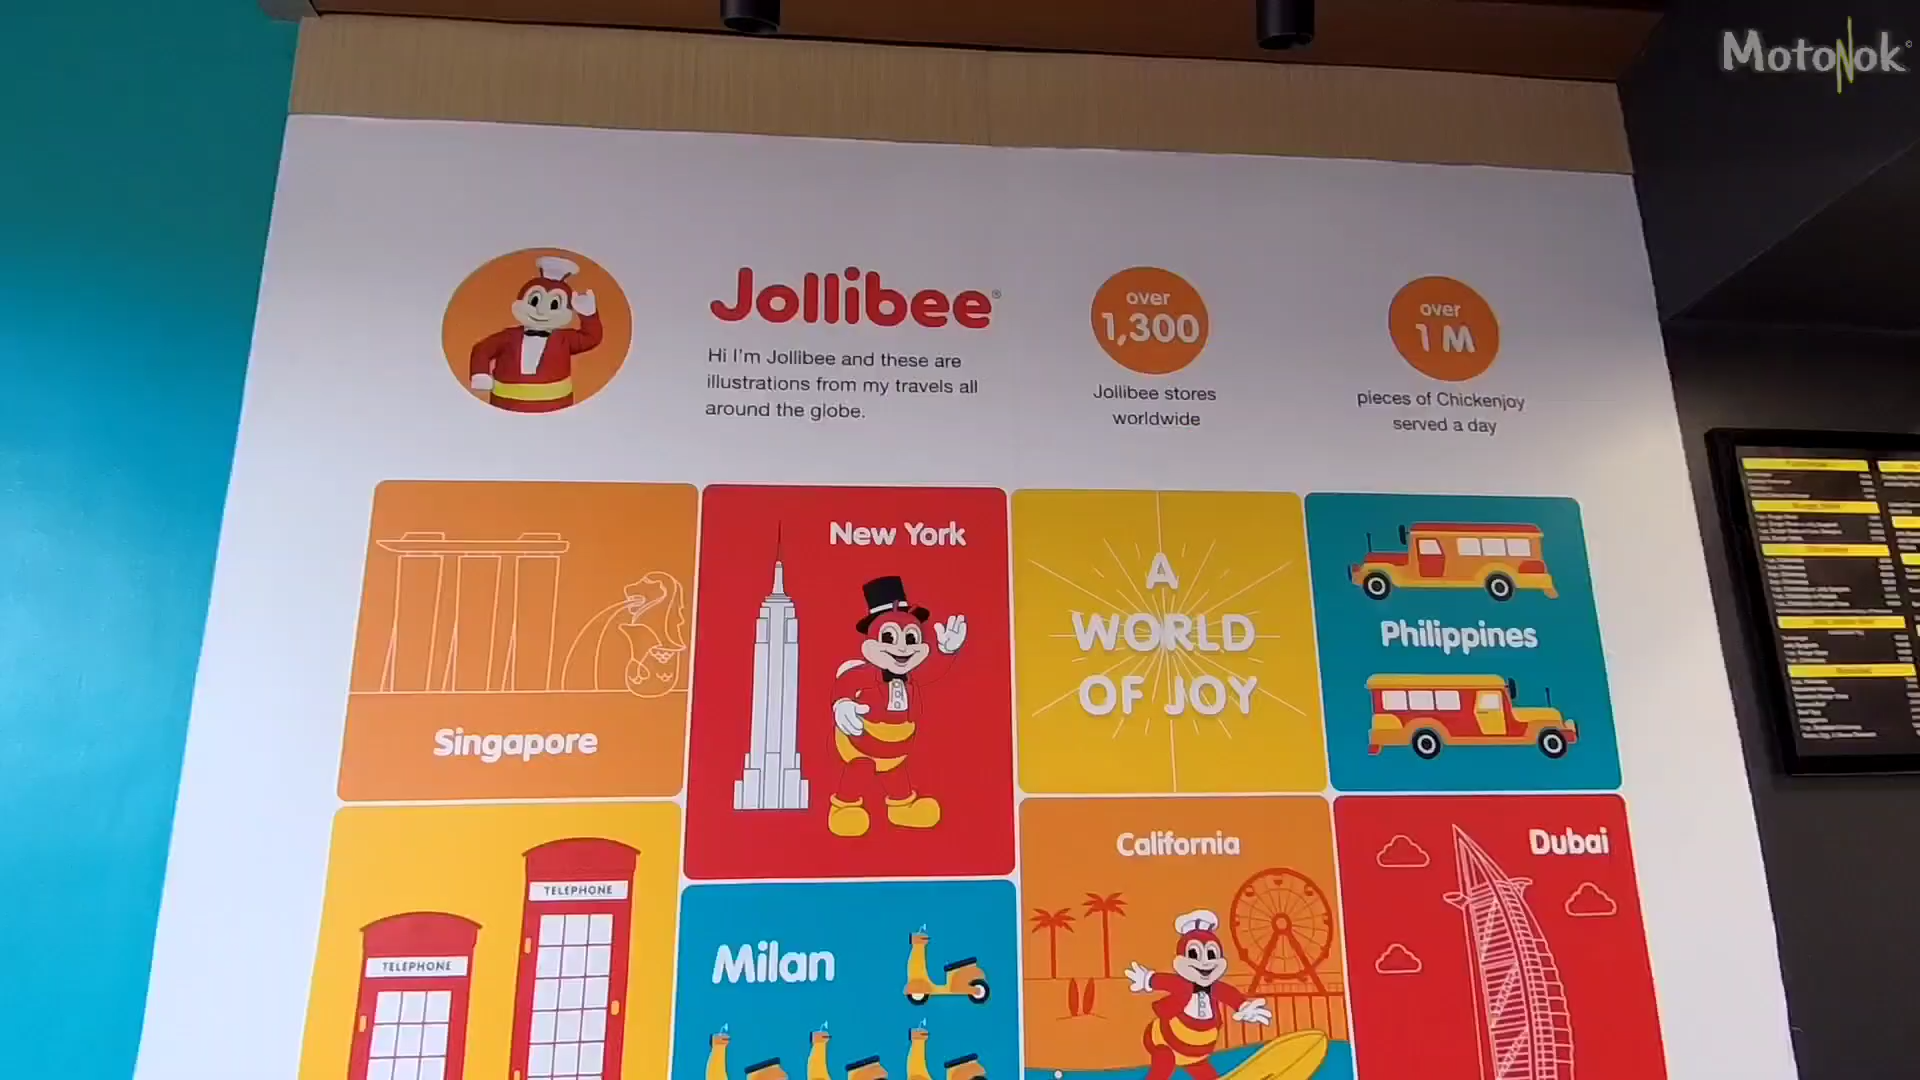 MotoNok
Jollibee®
Hi I'm Jollibee and these are
illustrations from my travels all
around the globe.
over
1,300
Jollibee stores
worldwide
over
1M
pieces of Chickenjoy
served a day
Singapore
New York
A
WORLD
OF JOY
Philippines
TELEPHONE
TELEPHONE
Milan
California
Dubai